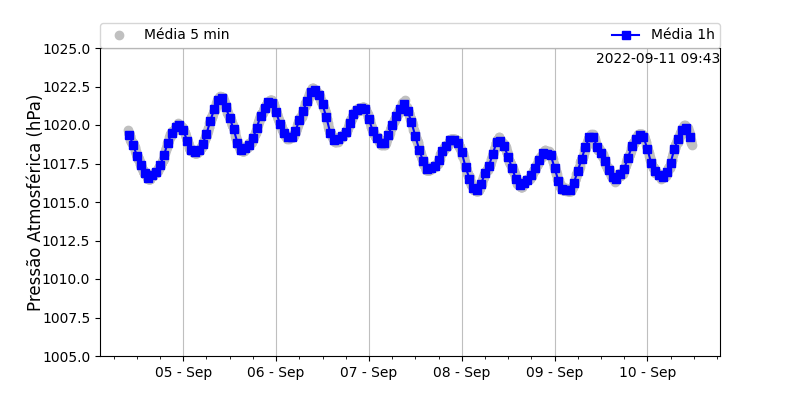 Média 5 min
Média 1h
2022-09-11 09:43
Pressão Atmosférica (hPa)
1025.0
1022.5
1020.0
1017.5
1015.0
1012.5
1010.0
1007.5
1005.0
05 - Sep
06 - Sep
07 - Sep
08 - Sep
09 - Sep
10 - Sep